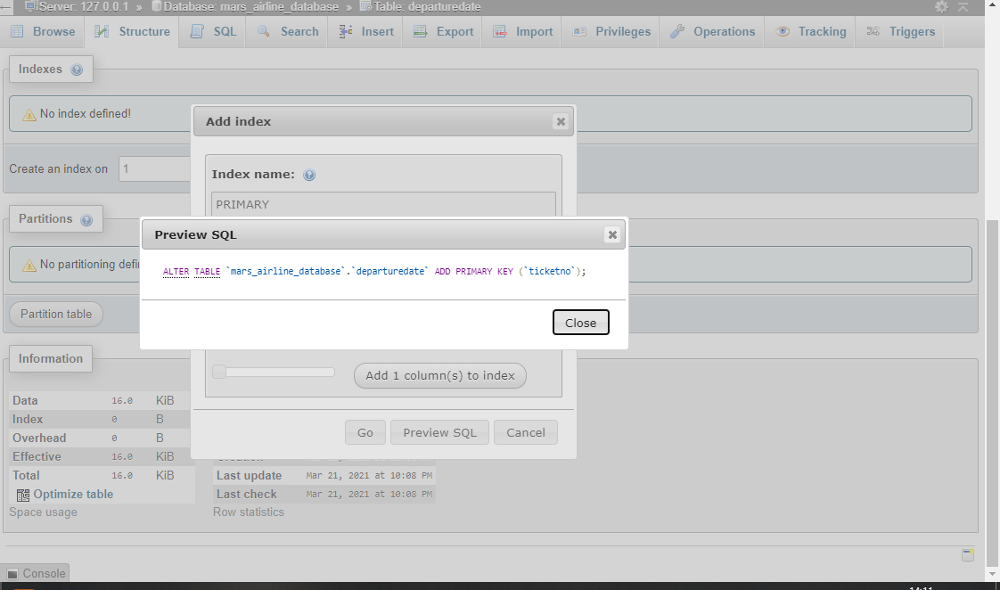 Server: 127.0.0.1 » Database: mars_airline_database » Table: departuredate
Browse Structure SQL Search Insert Export Import Privileges Operations Tracking Triggers
Indexes
No index defined!
Add index
Create an index on 1
Index name:
PRIMARY
Partitions
Preview SQL
No partitioning defin
ALTER TABLE `mars_airline_database`.`departuredate` ADD PRIMARY KEY (`ticketno`);
Partition table
Close
Information
Add 1 column(s) to index
Data 16.0 KiB
Index 0 B
Overhead 0 B
Go Preview SQL Cancel
Effective 16.0 KiB
Total 16.0 KiB
Last update Mar 21, 2021 at 10:08 PM
Optimize table
Last check Mar 21, 2021 at 10:08 PM
Space usage
Row statistics
Console